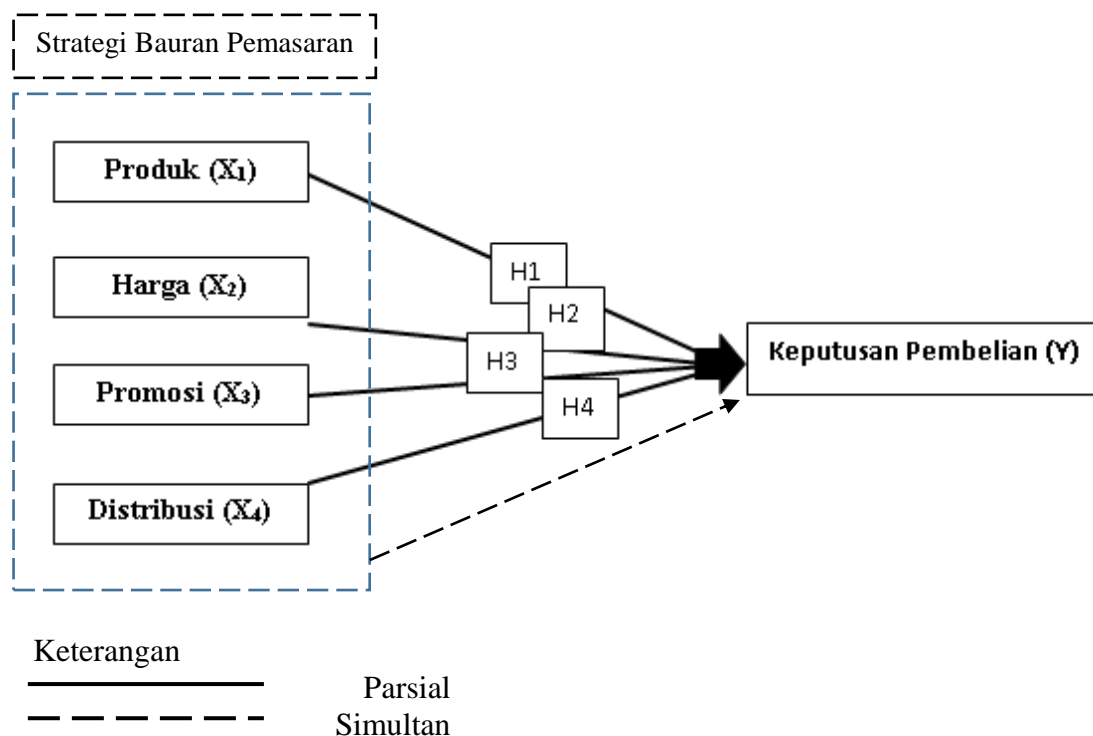 Strategi Bauran Pemasaran
Produk (X₁)
H1
Harga (X₂)
H2
H3
Keputusan Pembelian (Y)
Promosi (X₃)
H4
Distribusi (X₄)
Keterangan
Parsial
Simultan